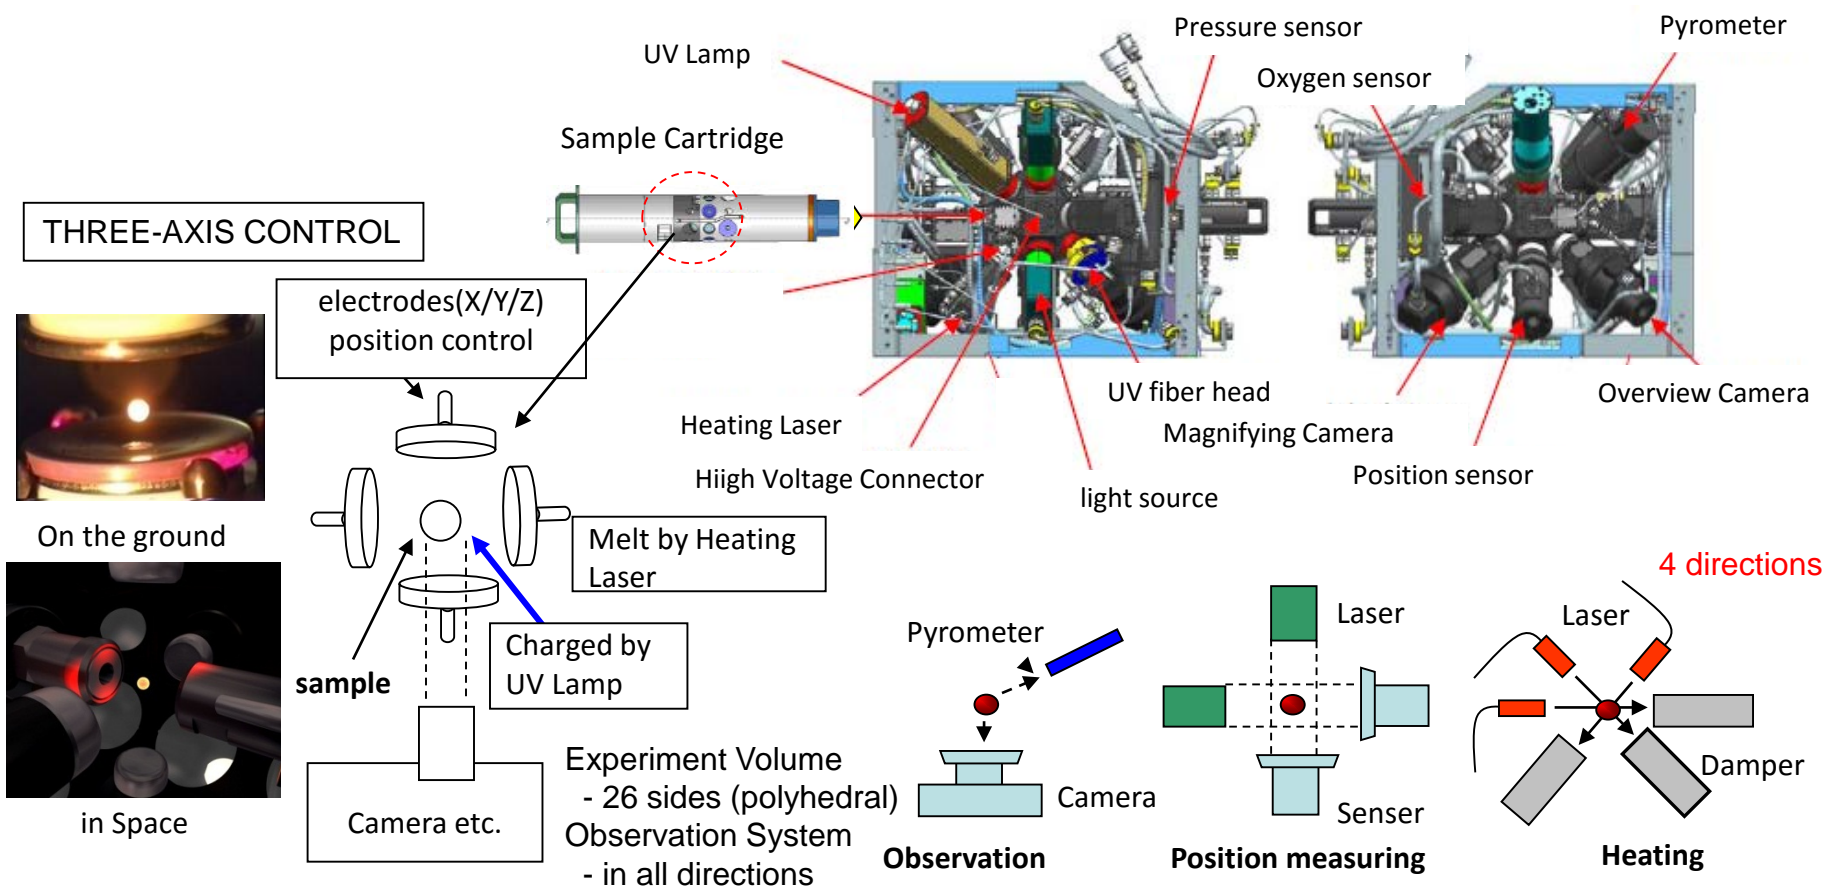 UV Lamp
Pressure sensor
Pyrometer
Oxygen sensor
Sample Cartridge
THREE-AXIS CONTROL
electrodes(X/Y/Z)
position control
UV fiber head
Overview Camera
Heating Laser
Magnifying Camera
Hiigh Voltage Connector
Position sensor
light source
On the ground
Melt by Heating
Laser
4 directions
Laser
Laser
Pyrometer
Charged by
UV Lamp
sample
Experiment Volume
- 26 sides (polyhedral)
Observation System
- in all directions
Damper
Camera
Senser
in Space
Camera etc.
Observation
Position measuring
Heating